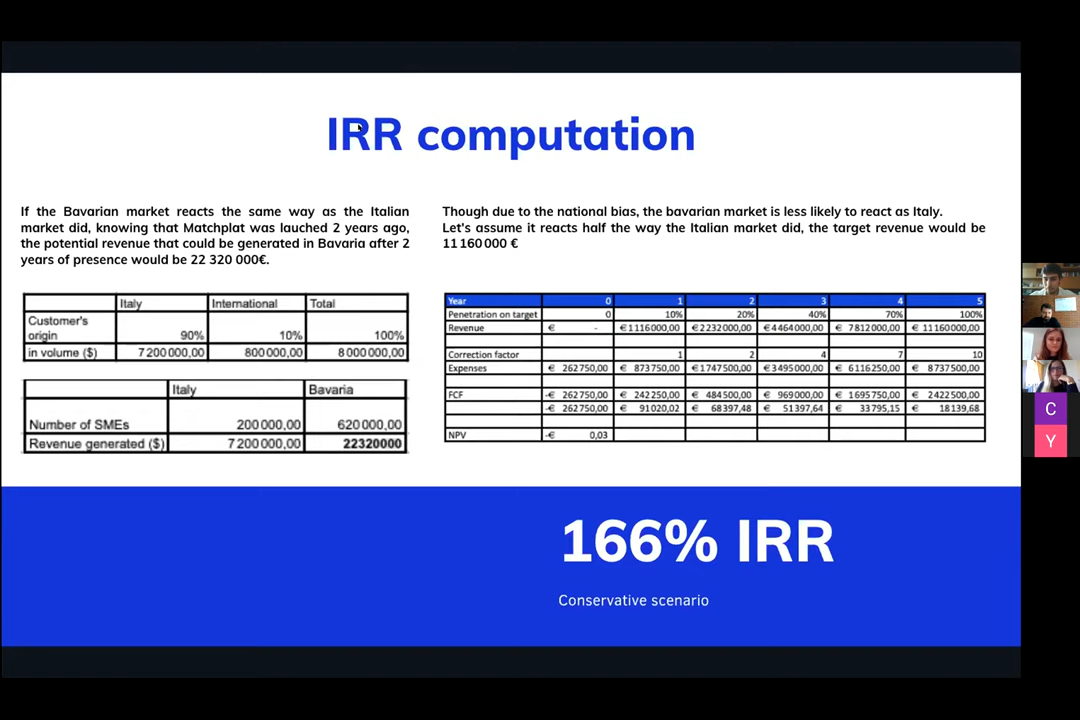 IRR computation
If the Bavarian market reacts the same way as the Italian
market did, knowing that Matchplat was lauched 2 years ago,
the potential revenue that could be generated in Bavaria after 2
years of presence would be 22 320 000€.
Though due to the national bias, the bavarian market is less likely to react as Italy.
Let's assume it reacts half the way the Italian market did, the target revenue would be
11 160 000 €
Italy International Total
Customer's
origin 90% 10% 100%
in volume ($) 7 200 000,00 800 000,00 8 000 000,00
Italy Bavaria
Number of SMEs 200 000,00 620 000,00
Revenue generated ($) 7 200 000,00 22320000
Year 0 1 2 3 4 5
Penetration on target 0 10% 20% 40% 70% 100%
Revenue € - € 1 116 000,00 € 2 232 000,00 € 4 464 000,00 € 7 812 000,00 € 11 160 000,00
Correction factor 1 2 4 7 10
Expenses € 262 750,00 € 873 750,00 € 1 747 500,00 € 3 495 000,00 € 6 116 250,00 € 8 737 500,00
FCF -€ 262 750,00 € 242 250,00 € 484 500,00 € 969 000,00 € 1 695 750,00 € 2 422 500,00
-€ 262 750,00 € 91 020,02 € 68 397,48 € 51 397,64 € 33 795,15 € 18 139,68
NPV -€ 0,03
166% IRR
Conservative scenario
C
Y